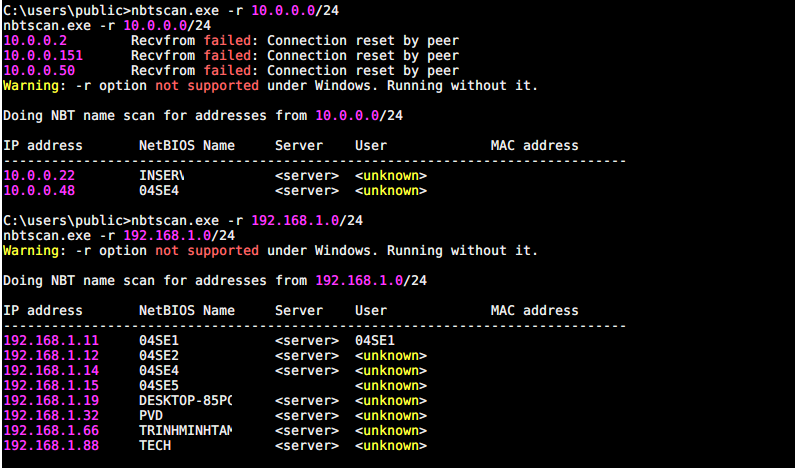 C:\users\public>nbtscan.exe -r 10.0.0.0/24
nbtscan.exe -r 10.0.0.0/24
10.0.0.2 Recvfrom failed: Connection reset by peer
10.0.0.151 Recvfrom failed: Connection reset by peer
10.0.0.50 Recvfrom failed: Connection reset by peer
Warning: -r option not supported under Windows. Running without it.
Doing NBT name scan for addresses from 10.0.0.0/24
IP address NetBIOS Name Server User MAC address
------------------------------------------------------------------------------
10.0.0.22 INSERV <server> <unknown>
10.0.0.48 04SE4 <server> <unknown>
C:\users\public>nbtscan.exe -r 192.168.1.0/24
nbtscan.exe -r 192.168.1.0/24
Warning: -r option not supported under Windows. Running without it.
Doing NBT name scan for addresses from 192.168.1.0/24
IP address NetBIOS Name Server User MAC address
------------------------------------------------------------------------------
192.168.1.11 04SE1 <server> 04SE1
192.168.1.12 04SE2 <server> <unknown>
192.168.1.14 04SE4 <server> <unknown>
192.168.1.15 04SE5 <unknown>
192.168.1.19 DESKTOP-85PC <server> <unknown>
192.168.1.32 PVD <server> <unknown>
192.168.1.66 TRINHMINHTAM <server> <unknown>
192.168.1.88 TECH <server> <unknown>